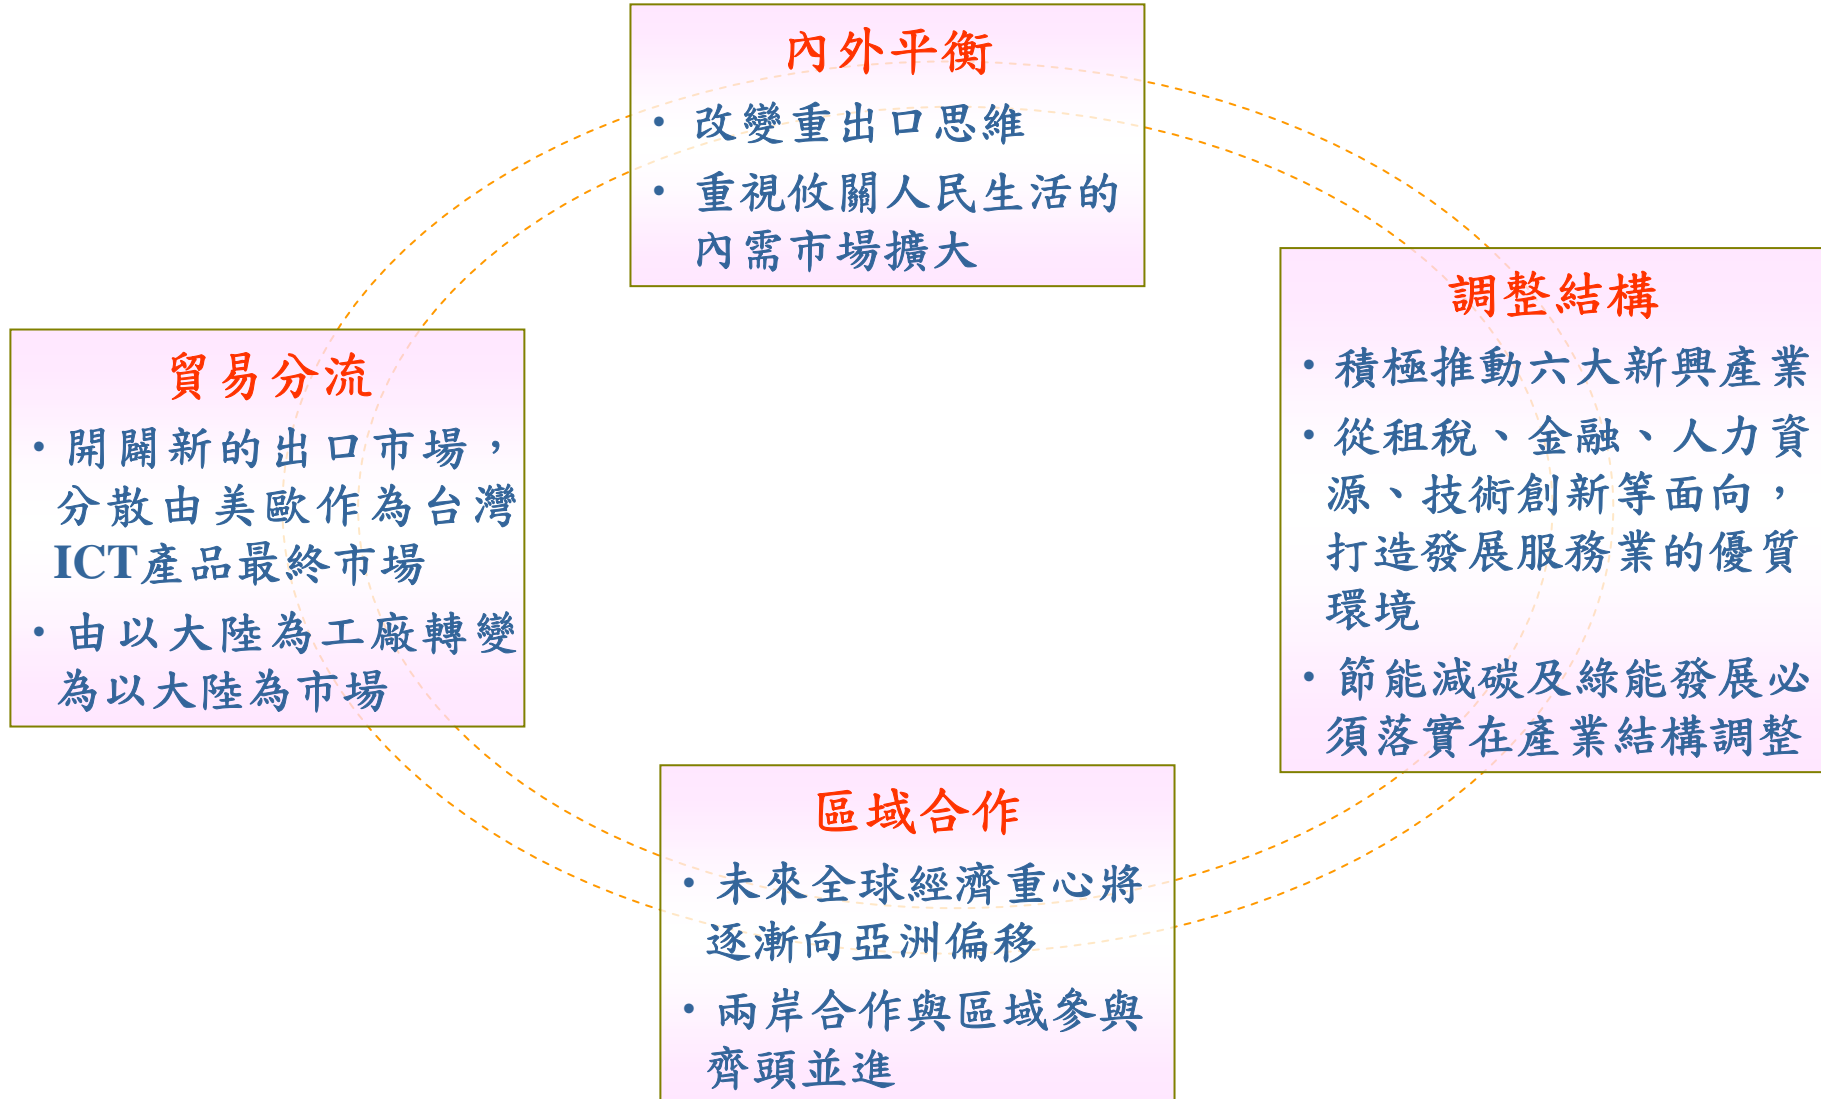 內外平衡
• 改變重出口思維
• 重視攸關人民生活的
內需市場擴大
調整結構
• 積極推動六大新興產業
• 從租稅、金融、人力資
源、技術創新等面向，
打造發展服務業的優質
環境
• 節能減碳及綠能發展必
須落實在產業結構調整
貿易分流
• 開闢新的出口市場，
分散由美歐作為台灣
ICT產品最終市場
• 由以大陸為工廠轉變
為以大陸為市場
區域合作
• 未來全球經濟重心將
逐漸向亞洲偏移
• 兩岸合作與區域參與
齊頭並進